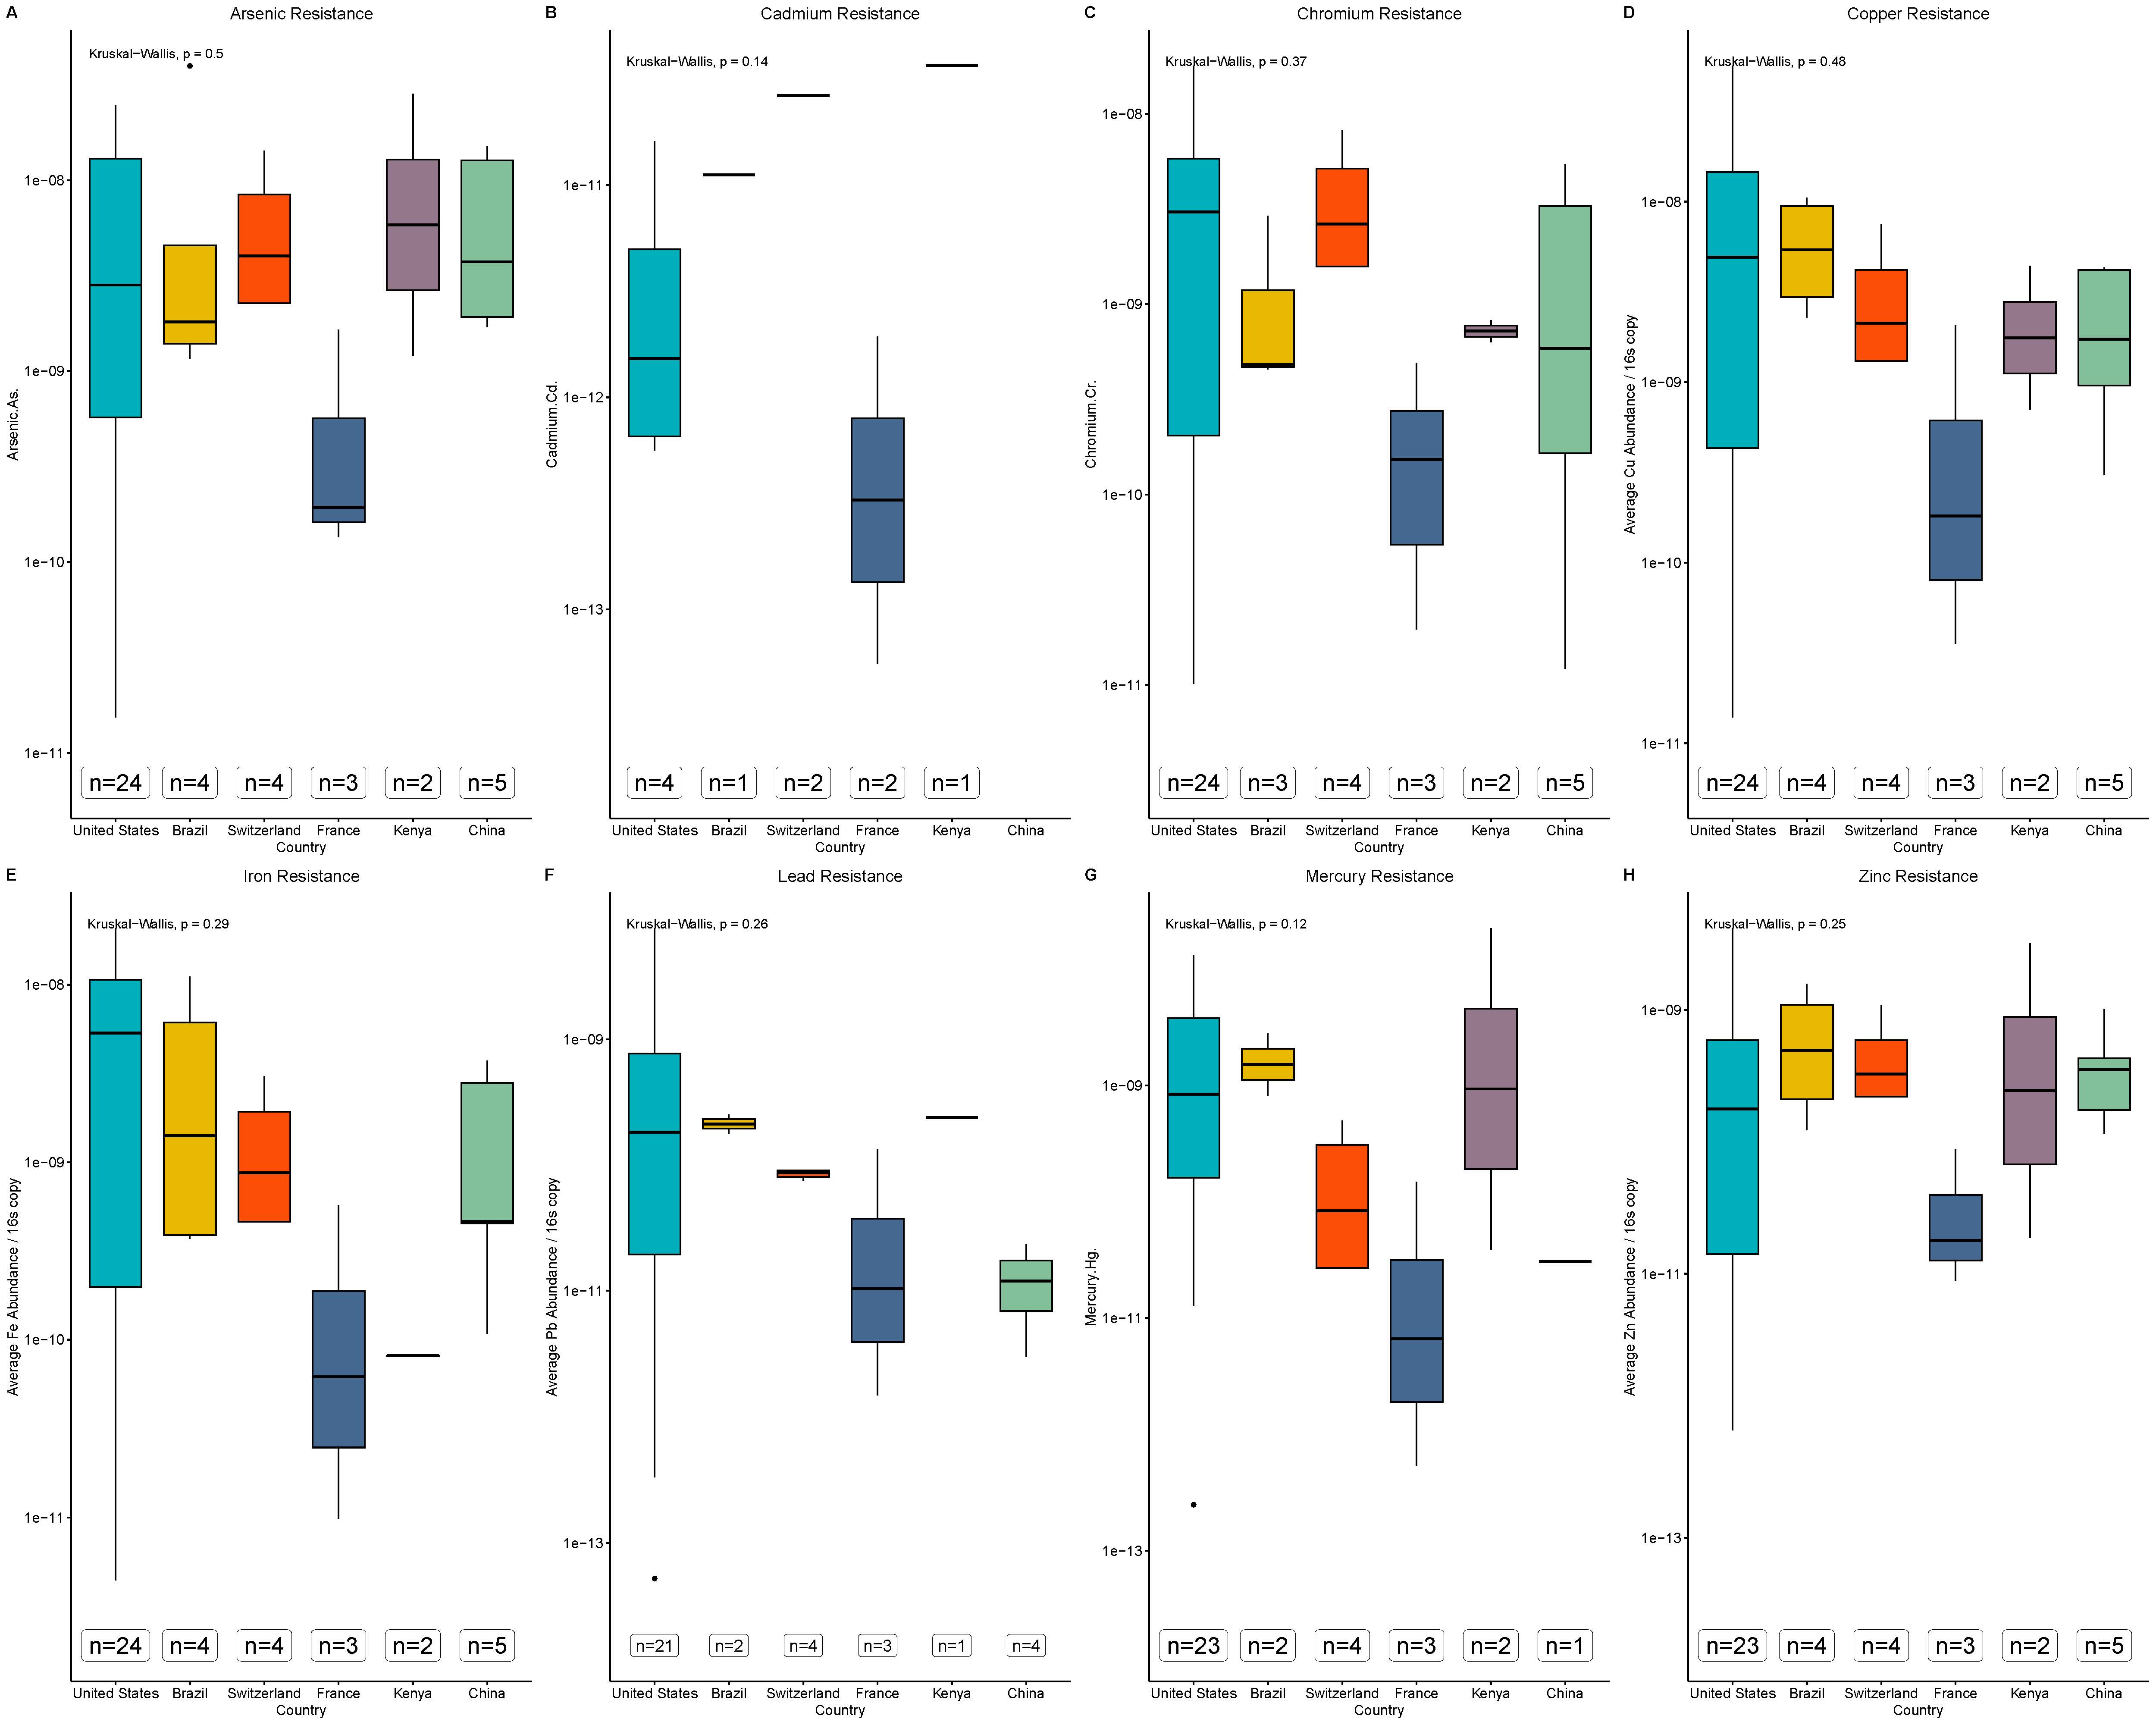 A Arsenic Resistance
Kruskal−Wallis, p = 0.5
Arsenic.As.
1e−08
1e−09
1e−10
1e−11
n=24 n=4 n=4 n=3 n=2 n=5
United States Brazil Switzerland France Kenya China
Country
B Cadmium Resistance
Kruskal−Wallis, p = 0.14
Cadmium.Cd.
1e−11
1e−12
1e−13
n=4 n=1 n=2 n=2 n=1
United States Brazil Switzerland France Kenya China
Country
C Chromium Resistance
Kruskal−Wallis, p = 0.37
Chromium.Cr.
1e−08
1e−09
1e−10
1e−11
n=24 n=3 n=4 n=3 n=2 n=5
United States Brazil Switzerland France Kenya China
Country
D Copper Resistance
Kruskal−Wallis, p = 0.48
Average Cu Abundance / 16s copy
1e−08
1e−09
1e−10
1e−11
n=24 n=4 n=4 n=3 n=2 n=5
United States Brazil Switzerland France Kenya China
Country
E Iron Resistance
Kruskal−Wallis, p = 0.29
Average Fe Abundance / 16s copy
1e−08
1e−09
1e−10
1e−11
n=24 n=4 n=4 n=3 n=2 n=5
United States Brazil Switzerland France Kenya China
Country
F Lead Resistance
Kruskal−Wallis, p = 0.26
Average Pb Abundance / 16s copy
1e−09
1e−11
1e−13
n=21 n=2 n=4 n=3 n=1 n=4
United States Brazil Switzerland France Kenya China
Country
G Mercury Resistance
Kruskal−Wallis, p = 0.12
Mercury.Hg.
1e−09
1e−11
1e−13
n=23 n=2 n=4 n=3 n=2 n=1
United States Brazil Switzerland France Kenya China
Country
H Zinc Resistance
Kruskal−Wallis, p = 0.25
Average Zn Abundance / 16s copy
1e−09
1e−11
1e−13
n=23 n=4 n=4 n=3 n=2 n=5
United States Brazil Switzerland France Kenya China
Country